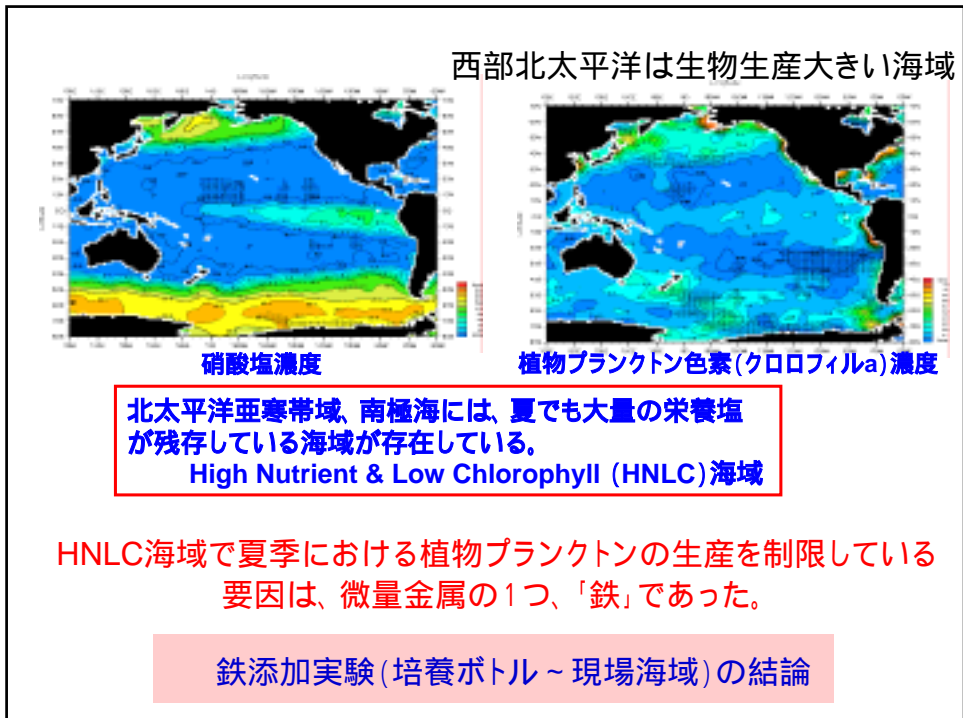 西部北太平洋は生物生産大きい海域
硝酸塩濃度
植物プランクトン色素(クロロフィルa)濃度
北太平洋亜寒帯域、南極海には、夏でも大量の栄養塩
が残存している海域が存在している。
High Nutrient & Low Chlorophyll (HNLC)海域
HNLC海域で夏季における植物プランクトンの生産を制限している
要因は、微量金属の1つ、「鉄」であった。
鉄添加実験(培養ボトル~現場海域)の結論